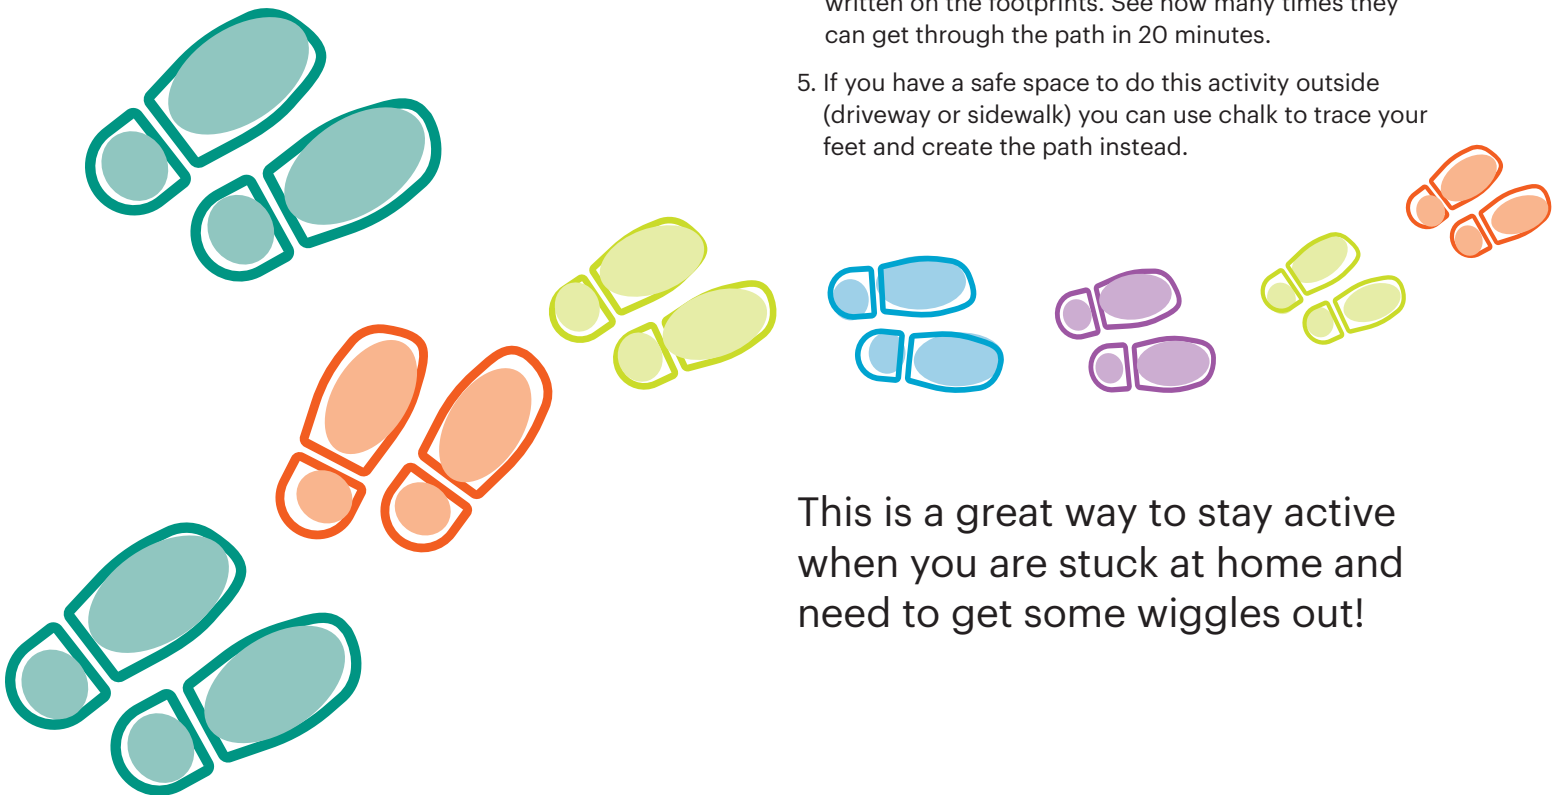 written on the footprints. See how many times they
can get through the path in 20 minutes.
5. If you have a safe space to do this activity outside
(driveway or sidewalk) you can use chalk to trace your
feet and create the path instead.
This is a great way to stay active
when you are stuck at home and
need to get some wiggles out!